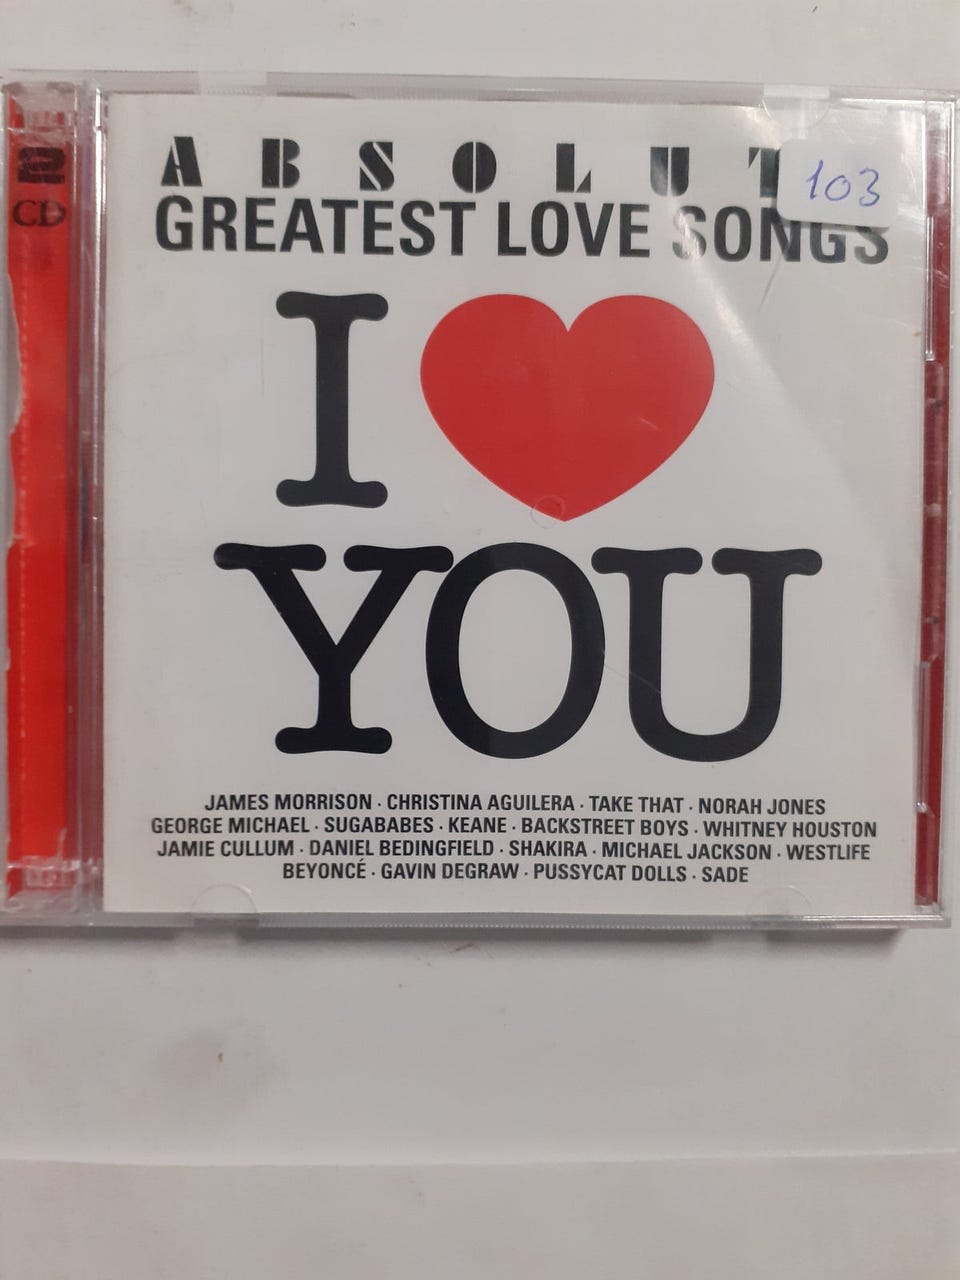 ABSOLUT
GREATEST LOVE SONGS
103
I ❤ YOU
JAMES MORRISON · CHRISTINA AGUILERA · TAKE THAT · NORAH JONES
GEORGE MICHAEL · SUGABABES · KEANE · BACKSTREET BOYS · WHITNEY HOUSTON
JAMIE CULLUM · DANIEL BEDINGFIELD · SHAKIRA · MICHAEL JACKSON · WESTLIFE
BEYONCÉ · GAVIN DEGRAW · PUSSYCAT DOLLS · SADE
2
CD